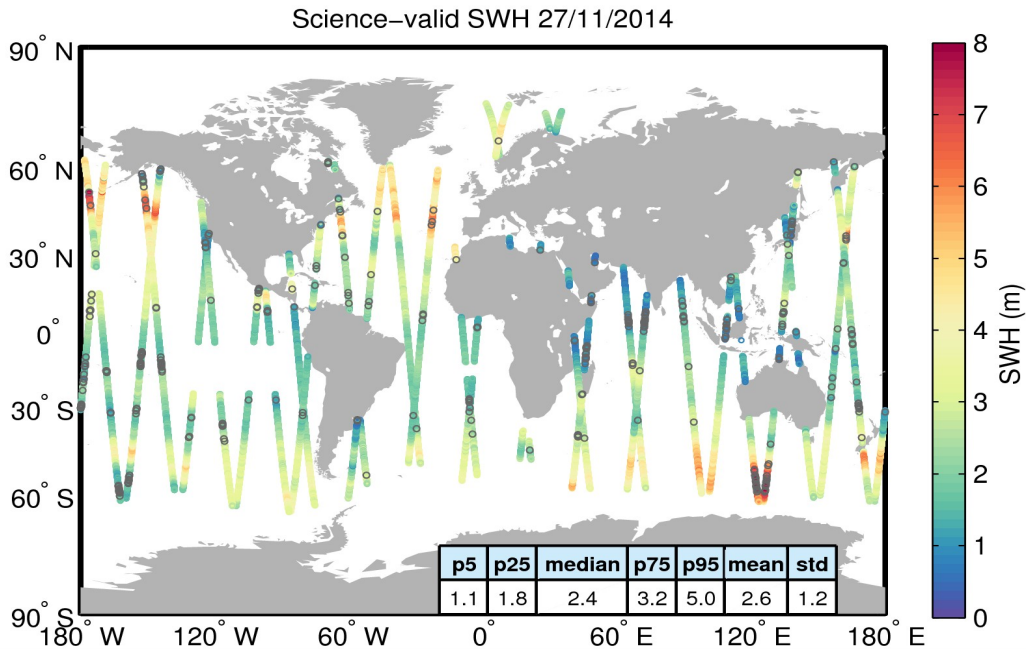 Science−valid SWH 27/11/2014
90° N
60° N
30° N
0°
30° S
60° S
90° S
180° W
120° W
60° W
0°
60° E
120° E
180° E
p5 p25 median p75 p95 mean std
1.1 1.8 2.4 3.2 5.0 2.6 1.2
8
7
6
5
4
3
2
1
0
SWH (m)